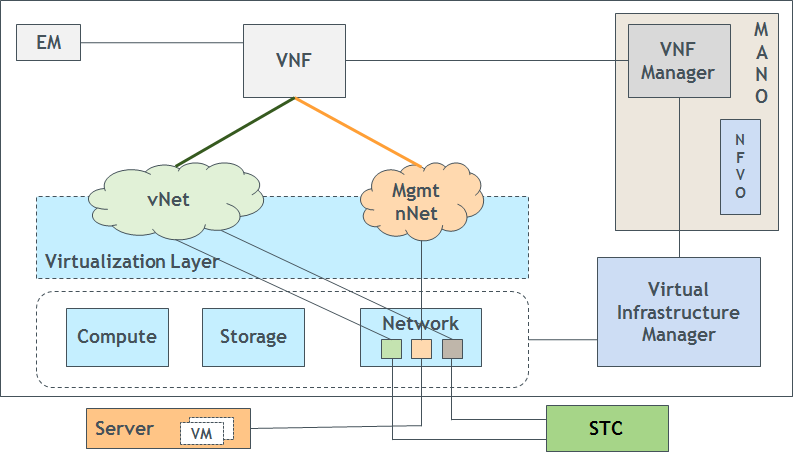 EM
VNF
VNF
Manager
M
A
N
O
N
F
V
O
vNet
Mgmt
nNet
Virtualization Layer
Compute
Storage
Network
Virtual
Infrastructure
Manager
Server
VM
STC